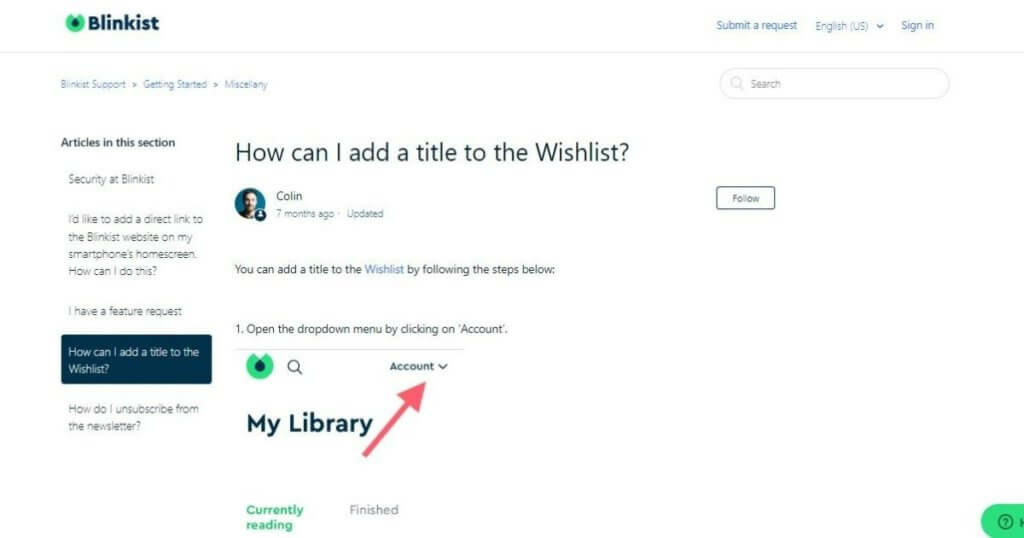 Blinkist
Submit a request English (US) Sign in
Blinkist Support > Getting Started > Miscellany
Search
Articles in this section
Security at Blinkist
I'd like to add a direct link to
the Blinkist website on my
smartphone's homescreen.
How can I do this?
I have a feature request
How can I add a title to the
Wishlist?
How do I unsubscribe from
the newsletter?
How can I add a title to the Wishlist?
Colin
7 months ago · Updated
Follow
You can add a title to the Wishlist by following the steps below:
1. Open the dropdown menu by clicking on 'Account'.
Account
My Library
Currently
reading
Finished